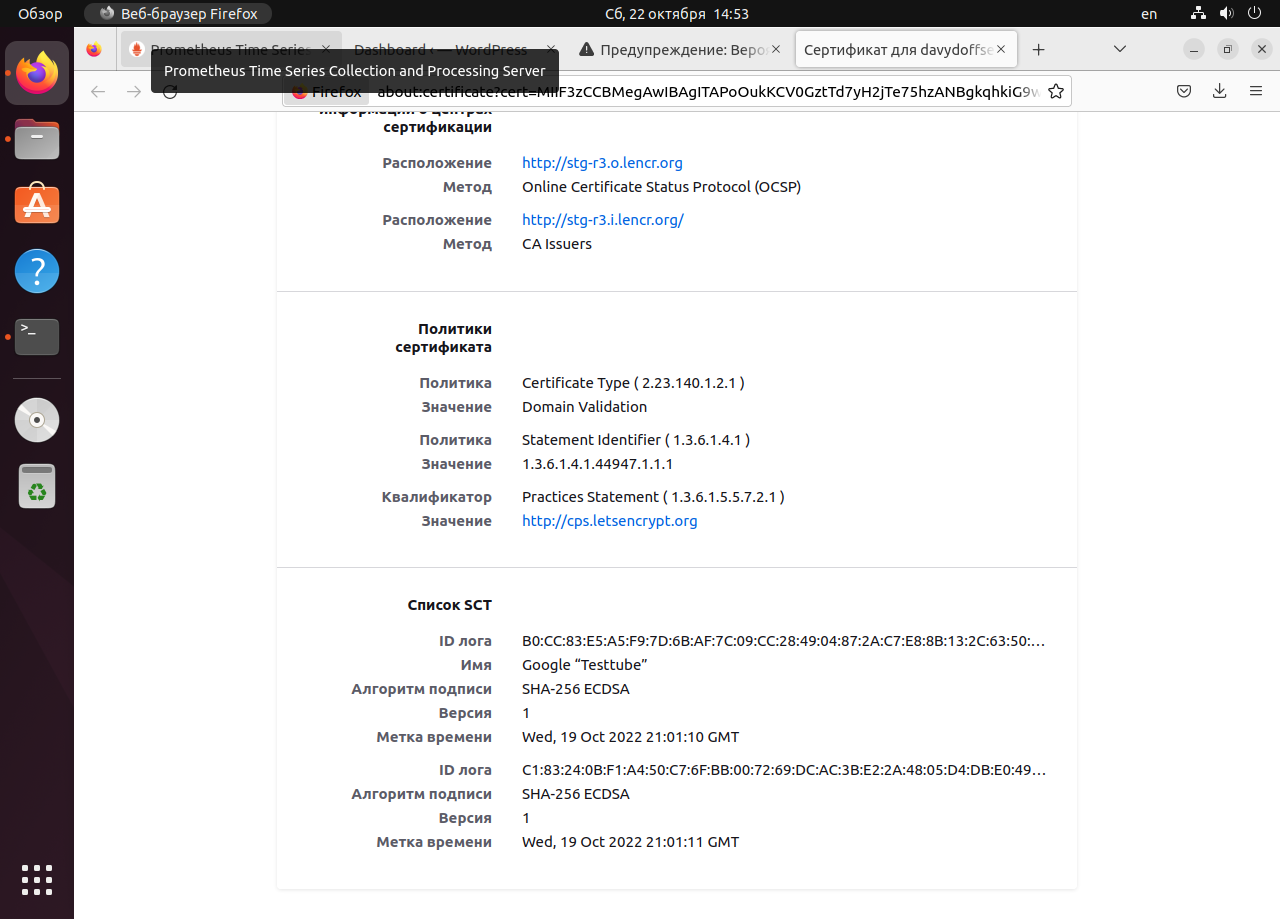 Обзор
Веб-браузер Firefox
Сб, 22 октября 14:53
en
Prometheus Time Series
Dashboard ‹ — WordPress
Предупреждение: Веро
Сертификат для davydoffse
Prometheus Time Series Collection and Processing Server
Firefox
about:certificate?cert=MIIF3zCCBMegAwIBAgITAPoOukKCV0GztTd7yH2jTe75hzANBgkqhkiG9w
информация о центрах
сертификации
Расположение http://stg-r3.o.lencr.org
Метод Online Certificate Status Protocol (OCSP)
Расположение http://stg-r3.i.lencr.org/
Метод CA Issuers
Политики
сертификата
Политика Certificate Type ( 2.23.140.1.2.1 )
Значение Domain Validation
Политика Statement Identifier ( 1.3.6.1.4.1 )
Значение 1.3.6.1.4.1.44947.1.1.1
Квалификатор Practices Statement ( 1.3.6.1.5.5.7.2.1 )
Значение http://cps.letsencrypt.org
Список SCT
ID лога B0:CC:83:E5:A5:F9:7D:6B:AF:7C:09:CC:28:49:04:87:2A:C7:E8:8B:13:2C:63:50:…
Имя Google “Testtube”
Алгоритм подписи SHA-256 ECDSA
Версия 1
Метка времени Wed, 19 Oct 2022 21:01:10 GMT
ID лога C1:83:24:0B:F1:A4:50:C7:6F:BB:00:72:69:DC:AC:3B:E2:2A:48:05:D4:DB:E0:49…
Алгоритм подписи SHA-256 ECDSA
Версия 1
Метка времени Wed, 19 Oct 2022 21:01:11 GMT